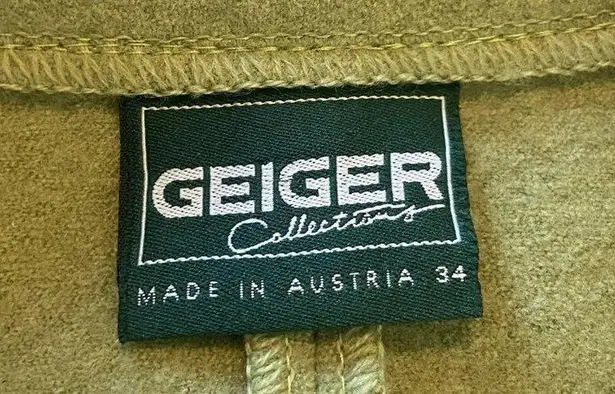 GEIGER
Collections
MADE IN AUSTRIA 34